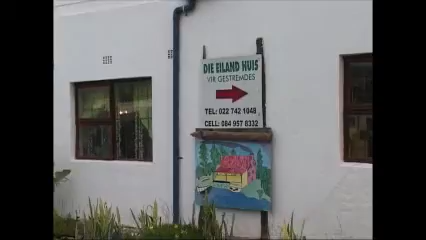 DIE EILAND HUIS
VIR GESTREMDES
TEL: 022 742 1048
CELL: 084 957 8332